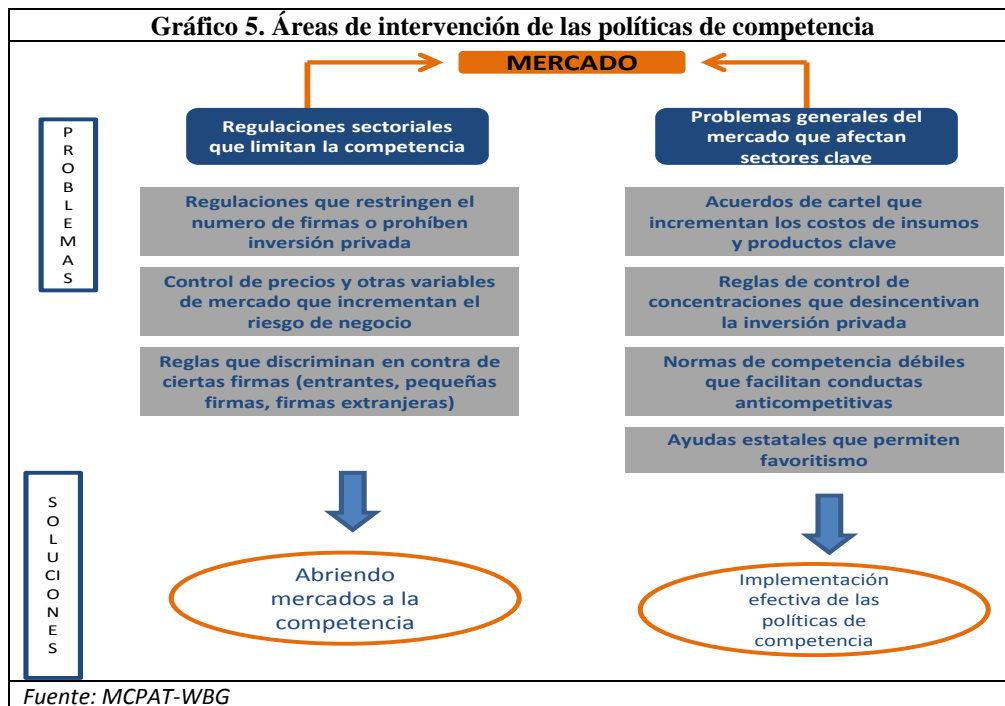 Gráfico 5. Áreas de intervención de las políticas de competencia
MERCADO
PROBLEMAS
Regulaciones sectoriales
que limitan la competencia
Regulaciones que restringen el
numero de firmas o prohíben
inversión privada
Control de precios y otras variables
de mercado que incrementan el
riesgo de negocio
Reglas que discriminan en contra de
ciertas firmas (entrantes, pequeñas
firmas, firmas extranjeras)
Problemas generales del
mercado que afectan
sectores clave
Acuerdos de cartel que
incrementan los costos de insumos
y productos clave
Reglas de control de
concentraciones que desincentivan
la inversión privada
Normas de competencia débiles
que facilitan conductas
anticompetitivas
Ayudas estatales que permiten
favoritismo
SOLUCIONES
Abriendo
mercados a la
competencia
Implementación
efectiva de las
políticas de
competencia
Fuente: MCPAT-WBG